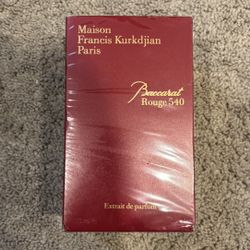 Maison
Francis Kurkdjian
Paris
Baccarat
Rouge 540
Extrait de parfum